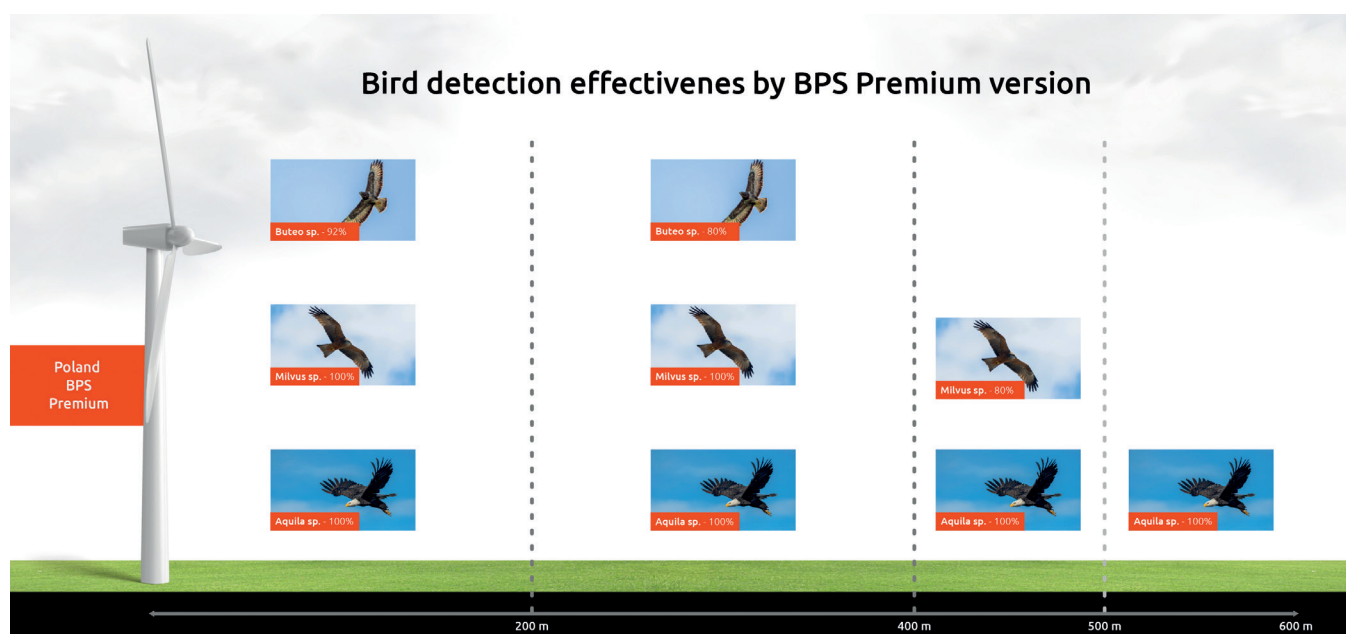 Bird detection effectivenes by BPS Premium version
Poland
BPS
Premium
Buteo sp. - 92%
Buteo sp. - 80%
Milvus sp. - 100%
Milvus sp. - 100%
Milvus sp. - 80%
Aquila sp. - 100%
Aquila sp. - 100%
Aquila sp. - 100%
Aquila sp. - 100%
200 m
400 m
500 m
600 m